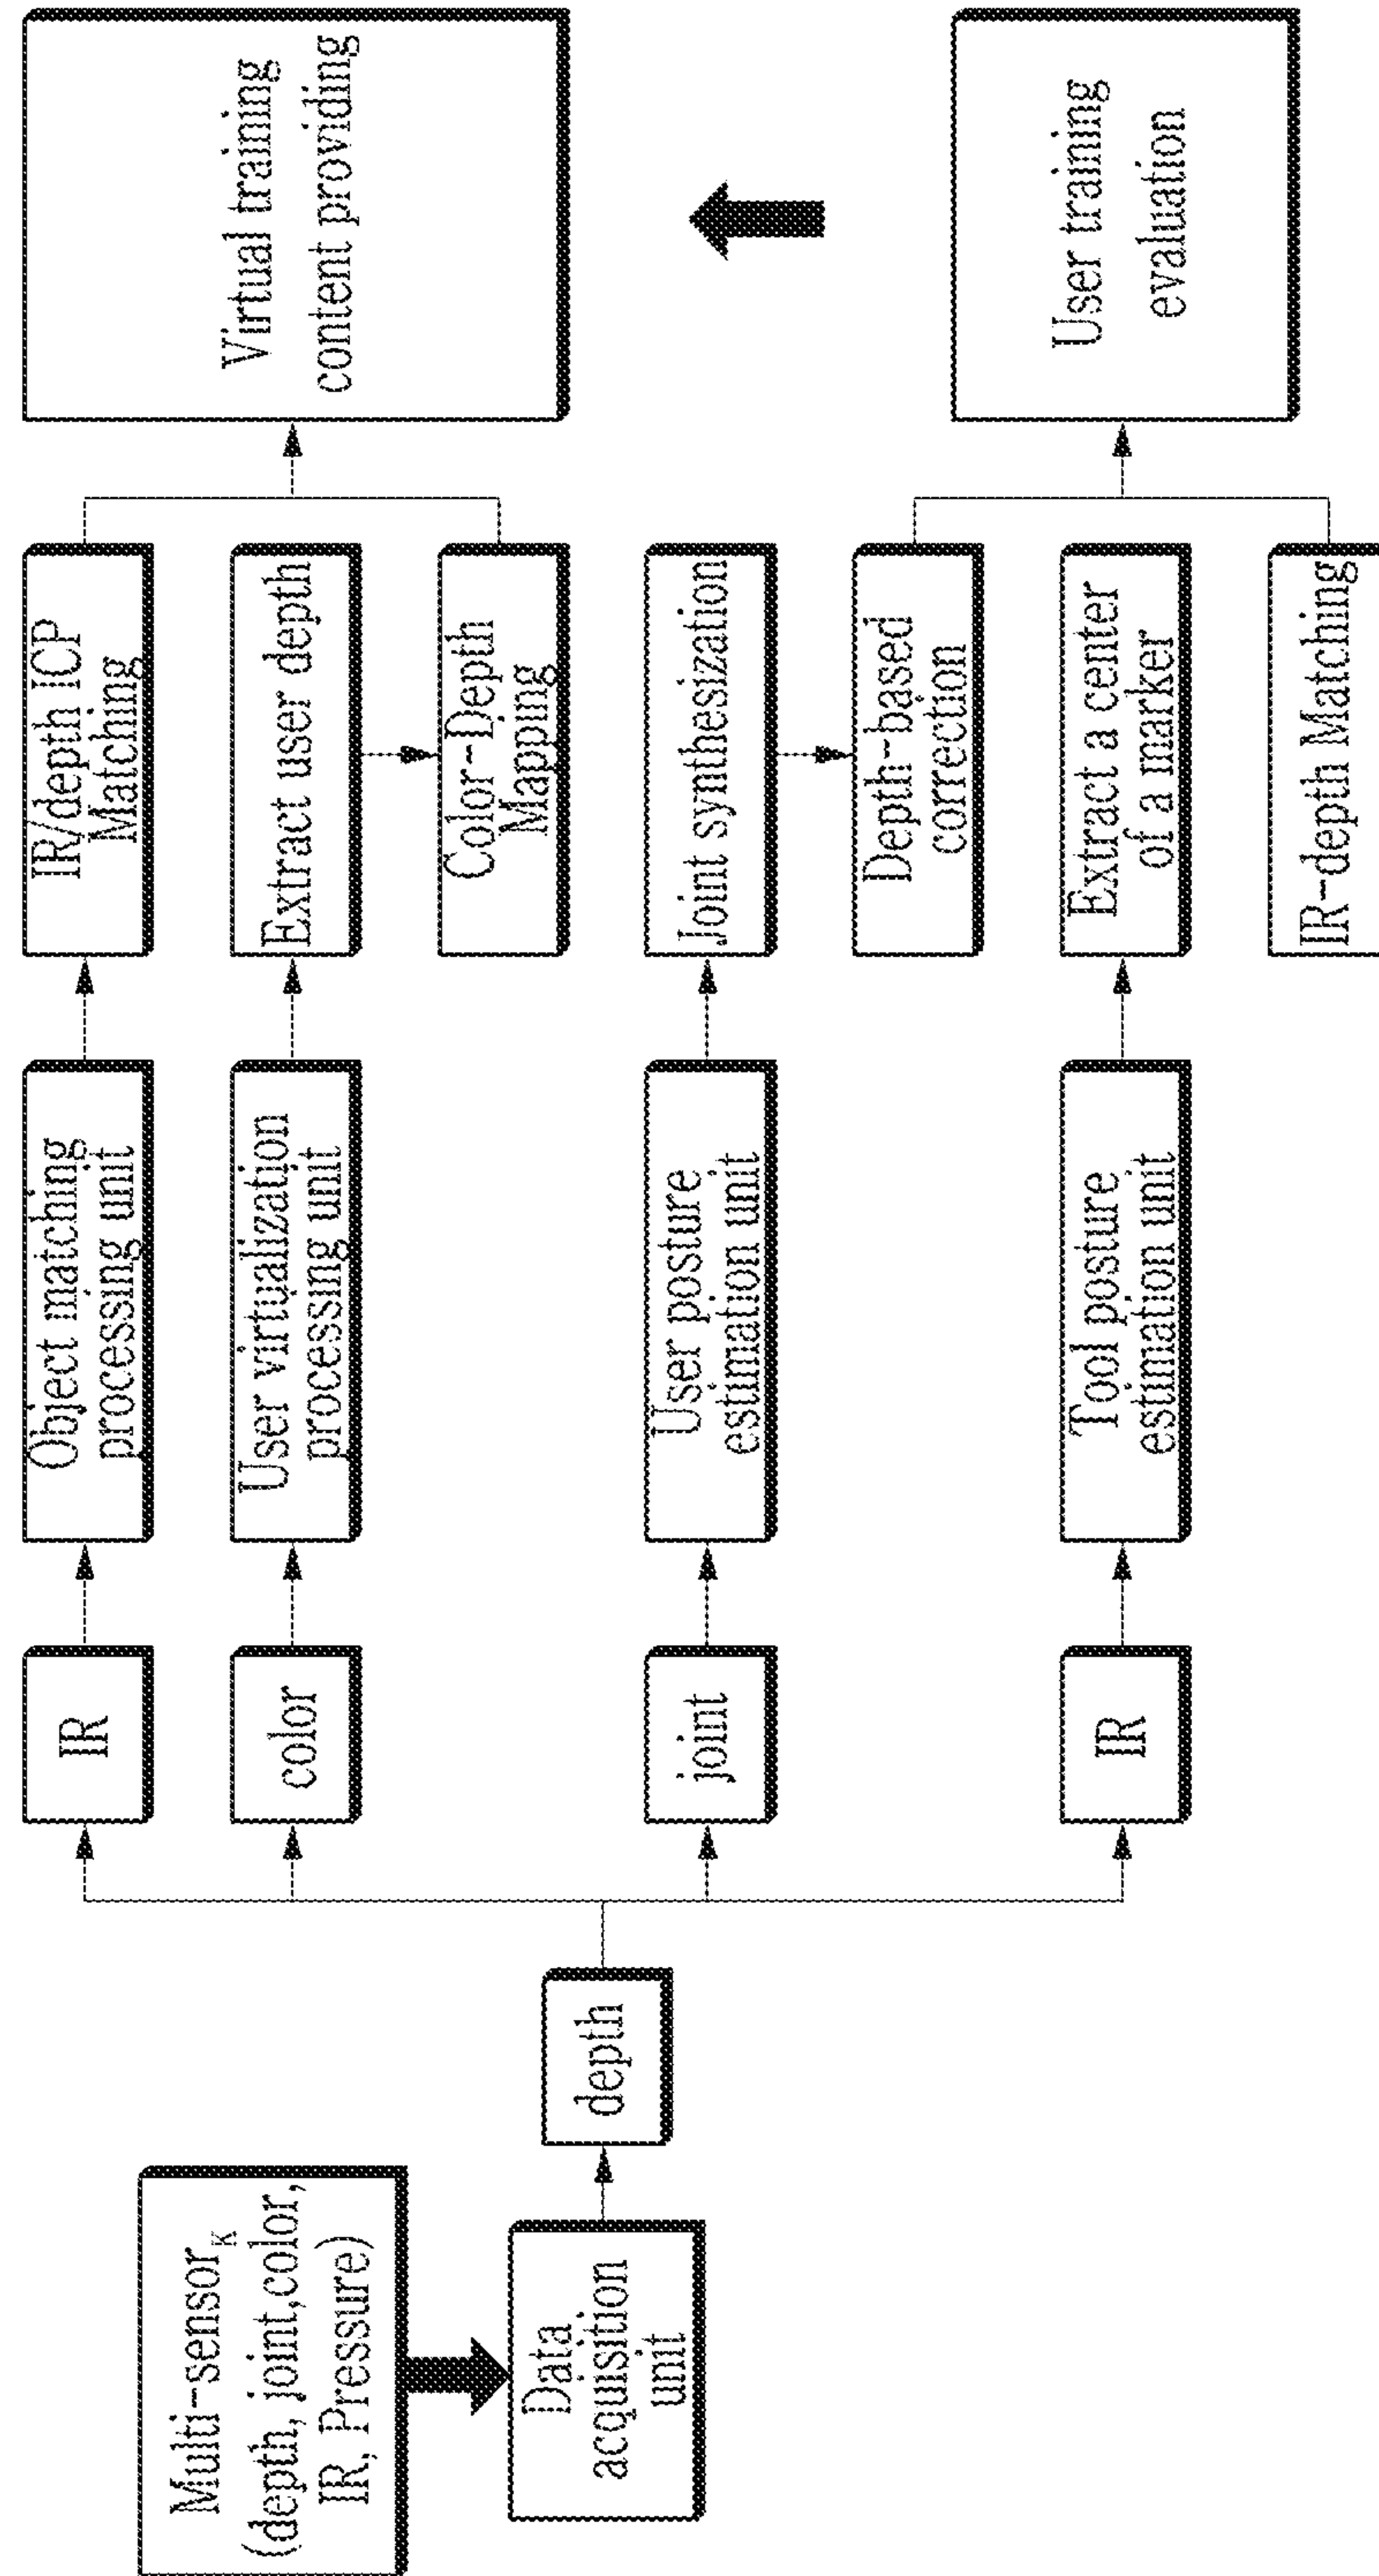 Multi-sensorK
(depth, joint,color,
IR, Pressure)
Data
acquisition
unit
depth
IR
color
joint
IR
Object matching
processing unit
User virtualization
processing unit
User posture
estimation unit
Tool posture
estimation unit
IR/depth ICP
Matching
Extract user depth
Color-Depth
Mapping
Joint synthesization
Depth-based
correction
Extract a center
of a marker
IR-depth Matching
Virtual training
content providing
User training
evaluation